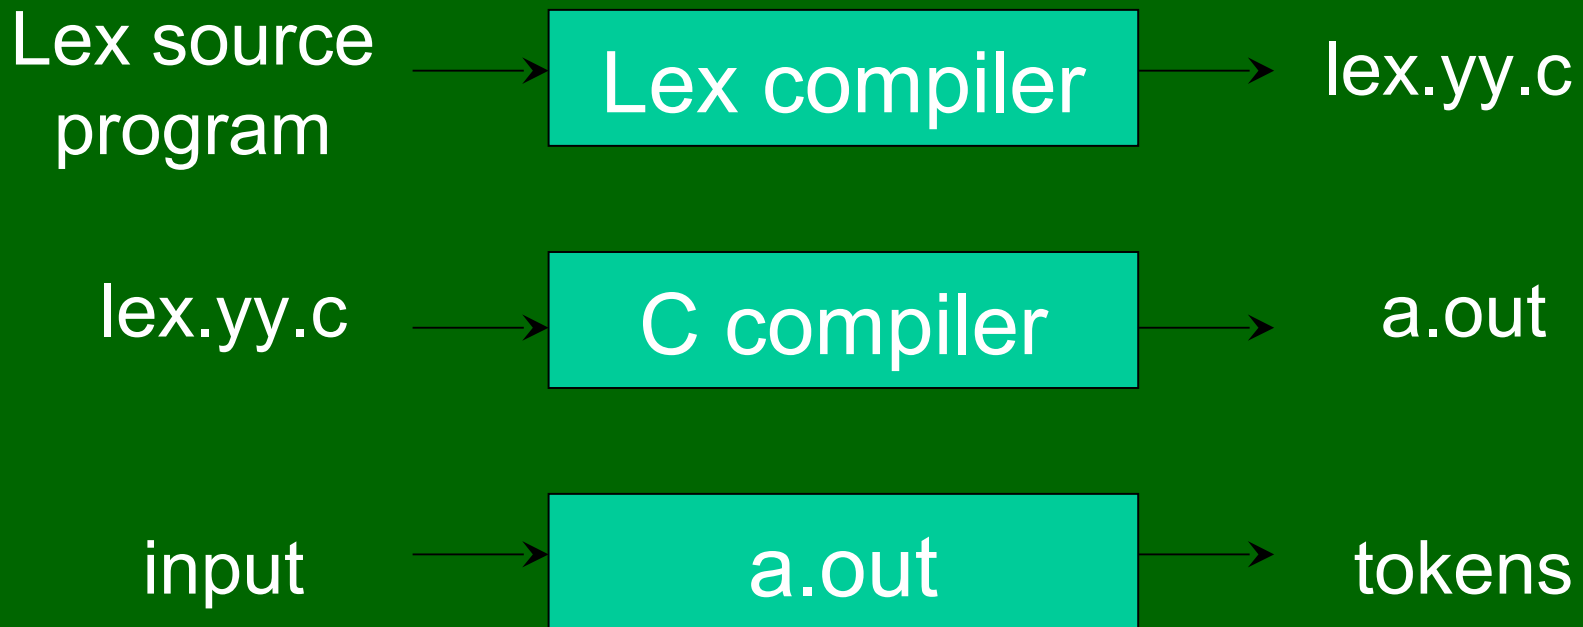 Lex source
program
Lex compiler
lex.yy.c
lex.yy.c
C compiler
a.out
input
a.out
tokens